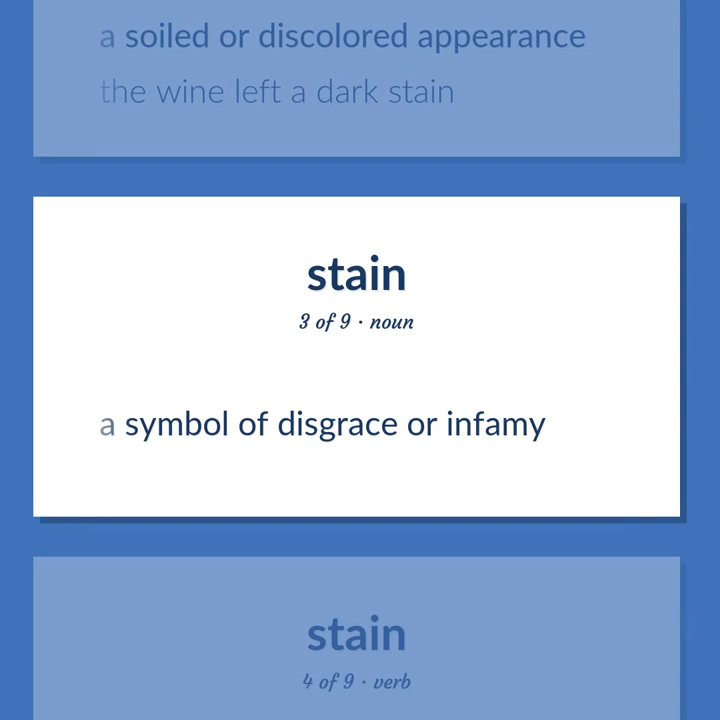 a soiled or discolored appearance
the wine left a dark stain
stain
3 of 9 · noun
a symbol of disgrace or infamy
stain
4 of 9 · verb